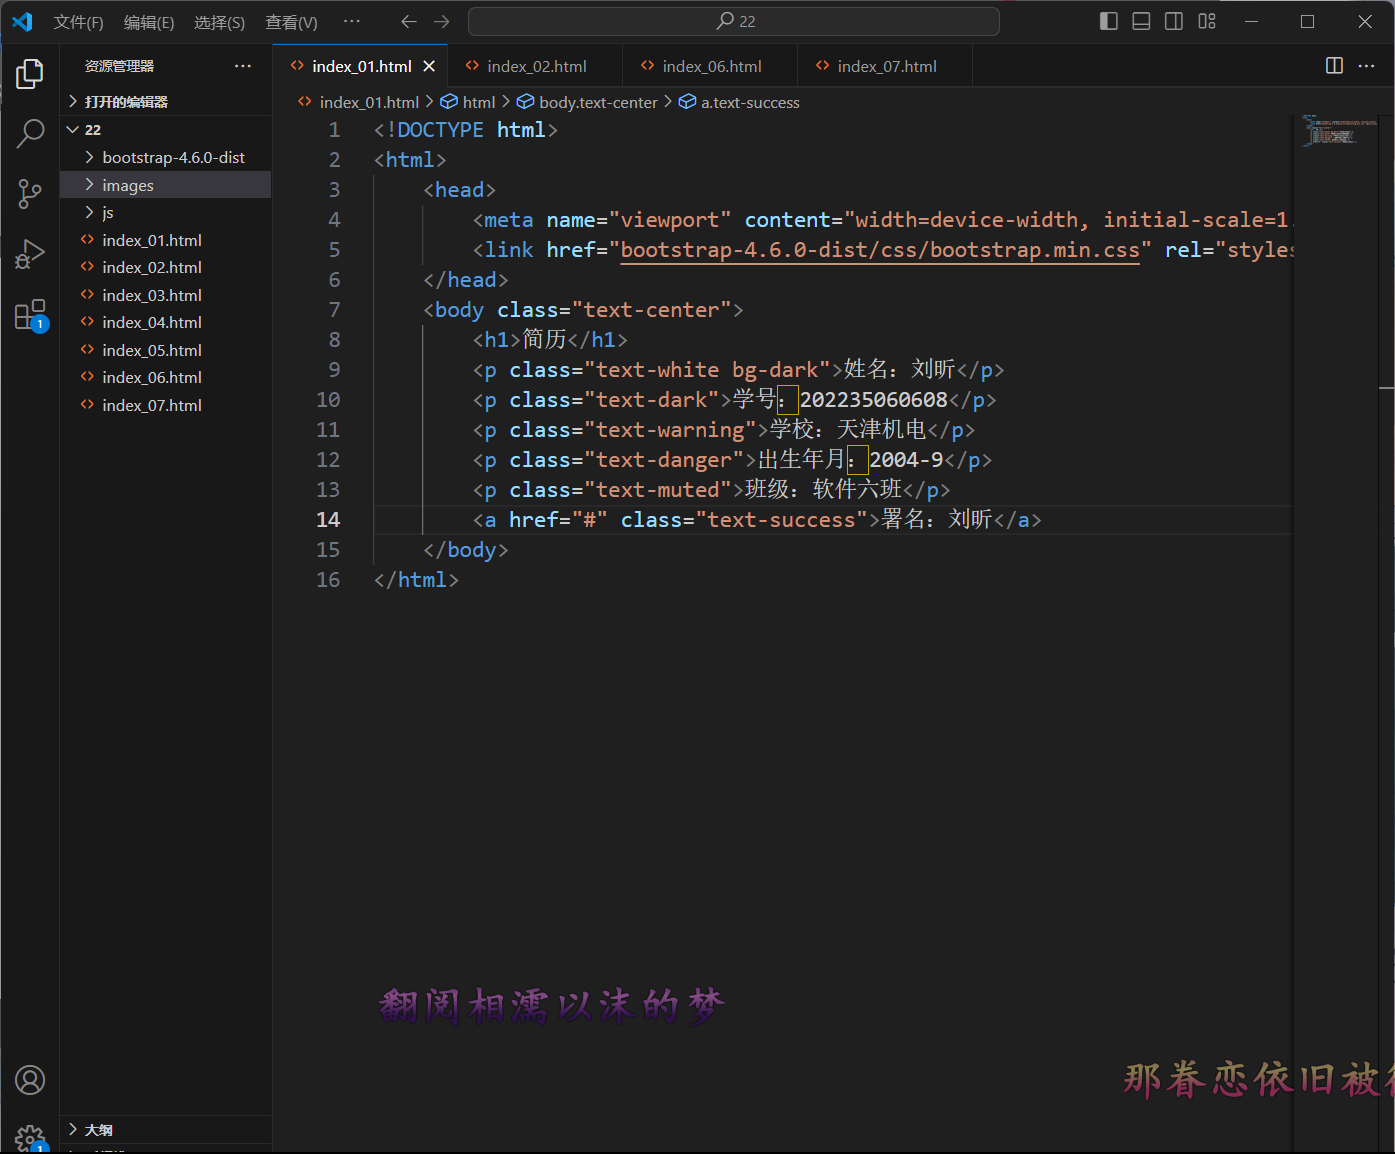 文件(F) 编辑(E) 选择(S) 查看(V) ··· 22
资源管理器 ···
打开的编辑器
22
bootstrap-4.6.0-dist
images
js
index_01.html
index_02.html
index_03.html
index_04.html
index_05.html
index_06.html
index_07.html
1
1
大纲
index_01.html index_02.html index_06.html index_07.html
index_01.html > html > body.text-center > a.text-success
1 <!DOCTYPE html>
2 <html>
3 <head>
4 <meta name="viewport" content="width=device-width, initial-scale=1.
5 <link href="bootstrap-4.6.0-dist/css/bootstrap.min.css" rel="styles
6 </head>
7 <body class="text-center">
8 <h1>简历</h1>
9 <p class="text-white bg-dark">姓名：刘昕</p>
10 <p class="text-dark">学号：202235060608</p>
11 <p class="text-warning">学校：天津机电</p>
12 <p class="text-danger">出生年月：2004-9</p>
13 <p class="text-muted">班级：软件六班</p>
14 <a href="#" class="text-success">署名：刘昕</a>
15 </body>
16 </html>
翻阅相濡以沫的梦
那眷恋依旧被